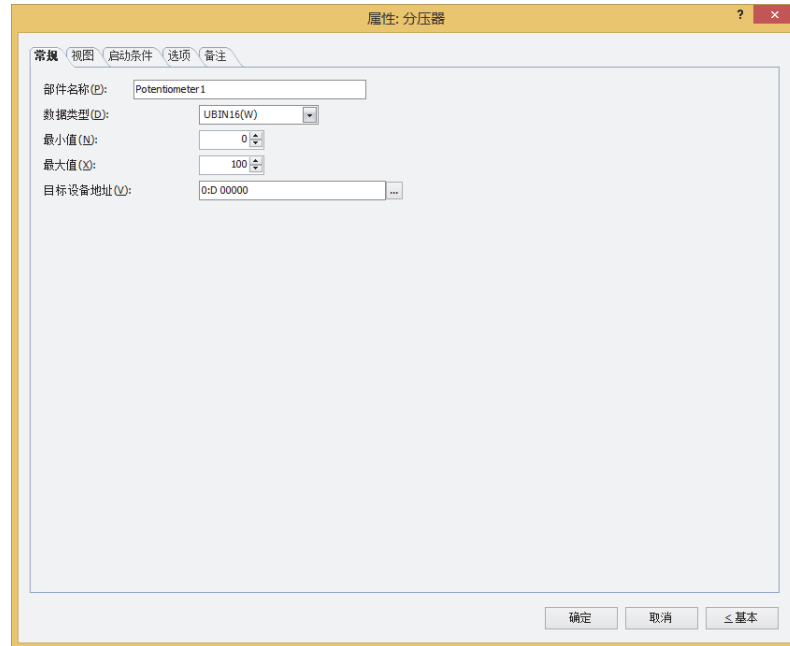 属性: 分压器
?
×
常规 视图 启动条件 选项 备注
部件名称(P): Potentiometer1
数据类型(D): UBIN16(W)
最小值(N): 0
最大值(X): 100
目标设备地址(V): 0:D 00000 ...
确定 取消 ≤基本